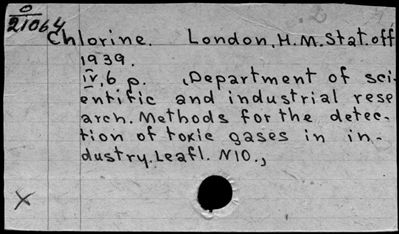 O
21064
Chlorine. London, H.M. Stat. off
1939.
IV, 6 p. (Department of sci-
entific and industrial rese
arch. Methods for the detec-
tion of toxic gases in in-
dustry. Leafl. N10.,
X